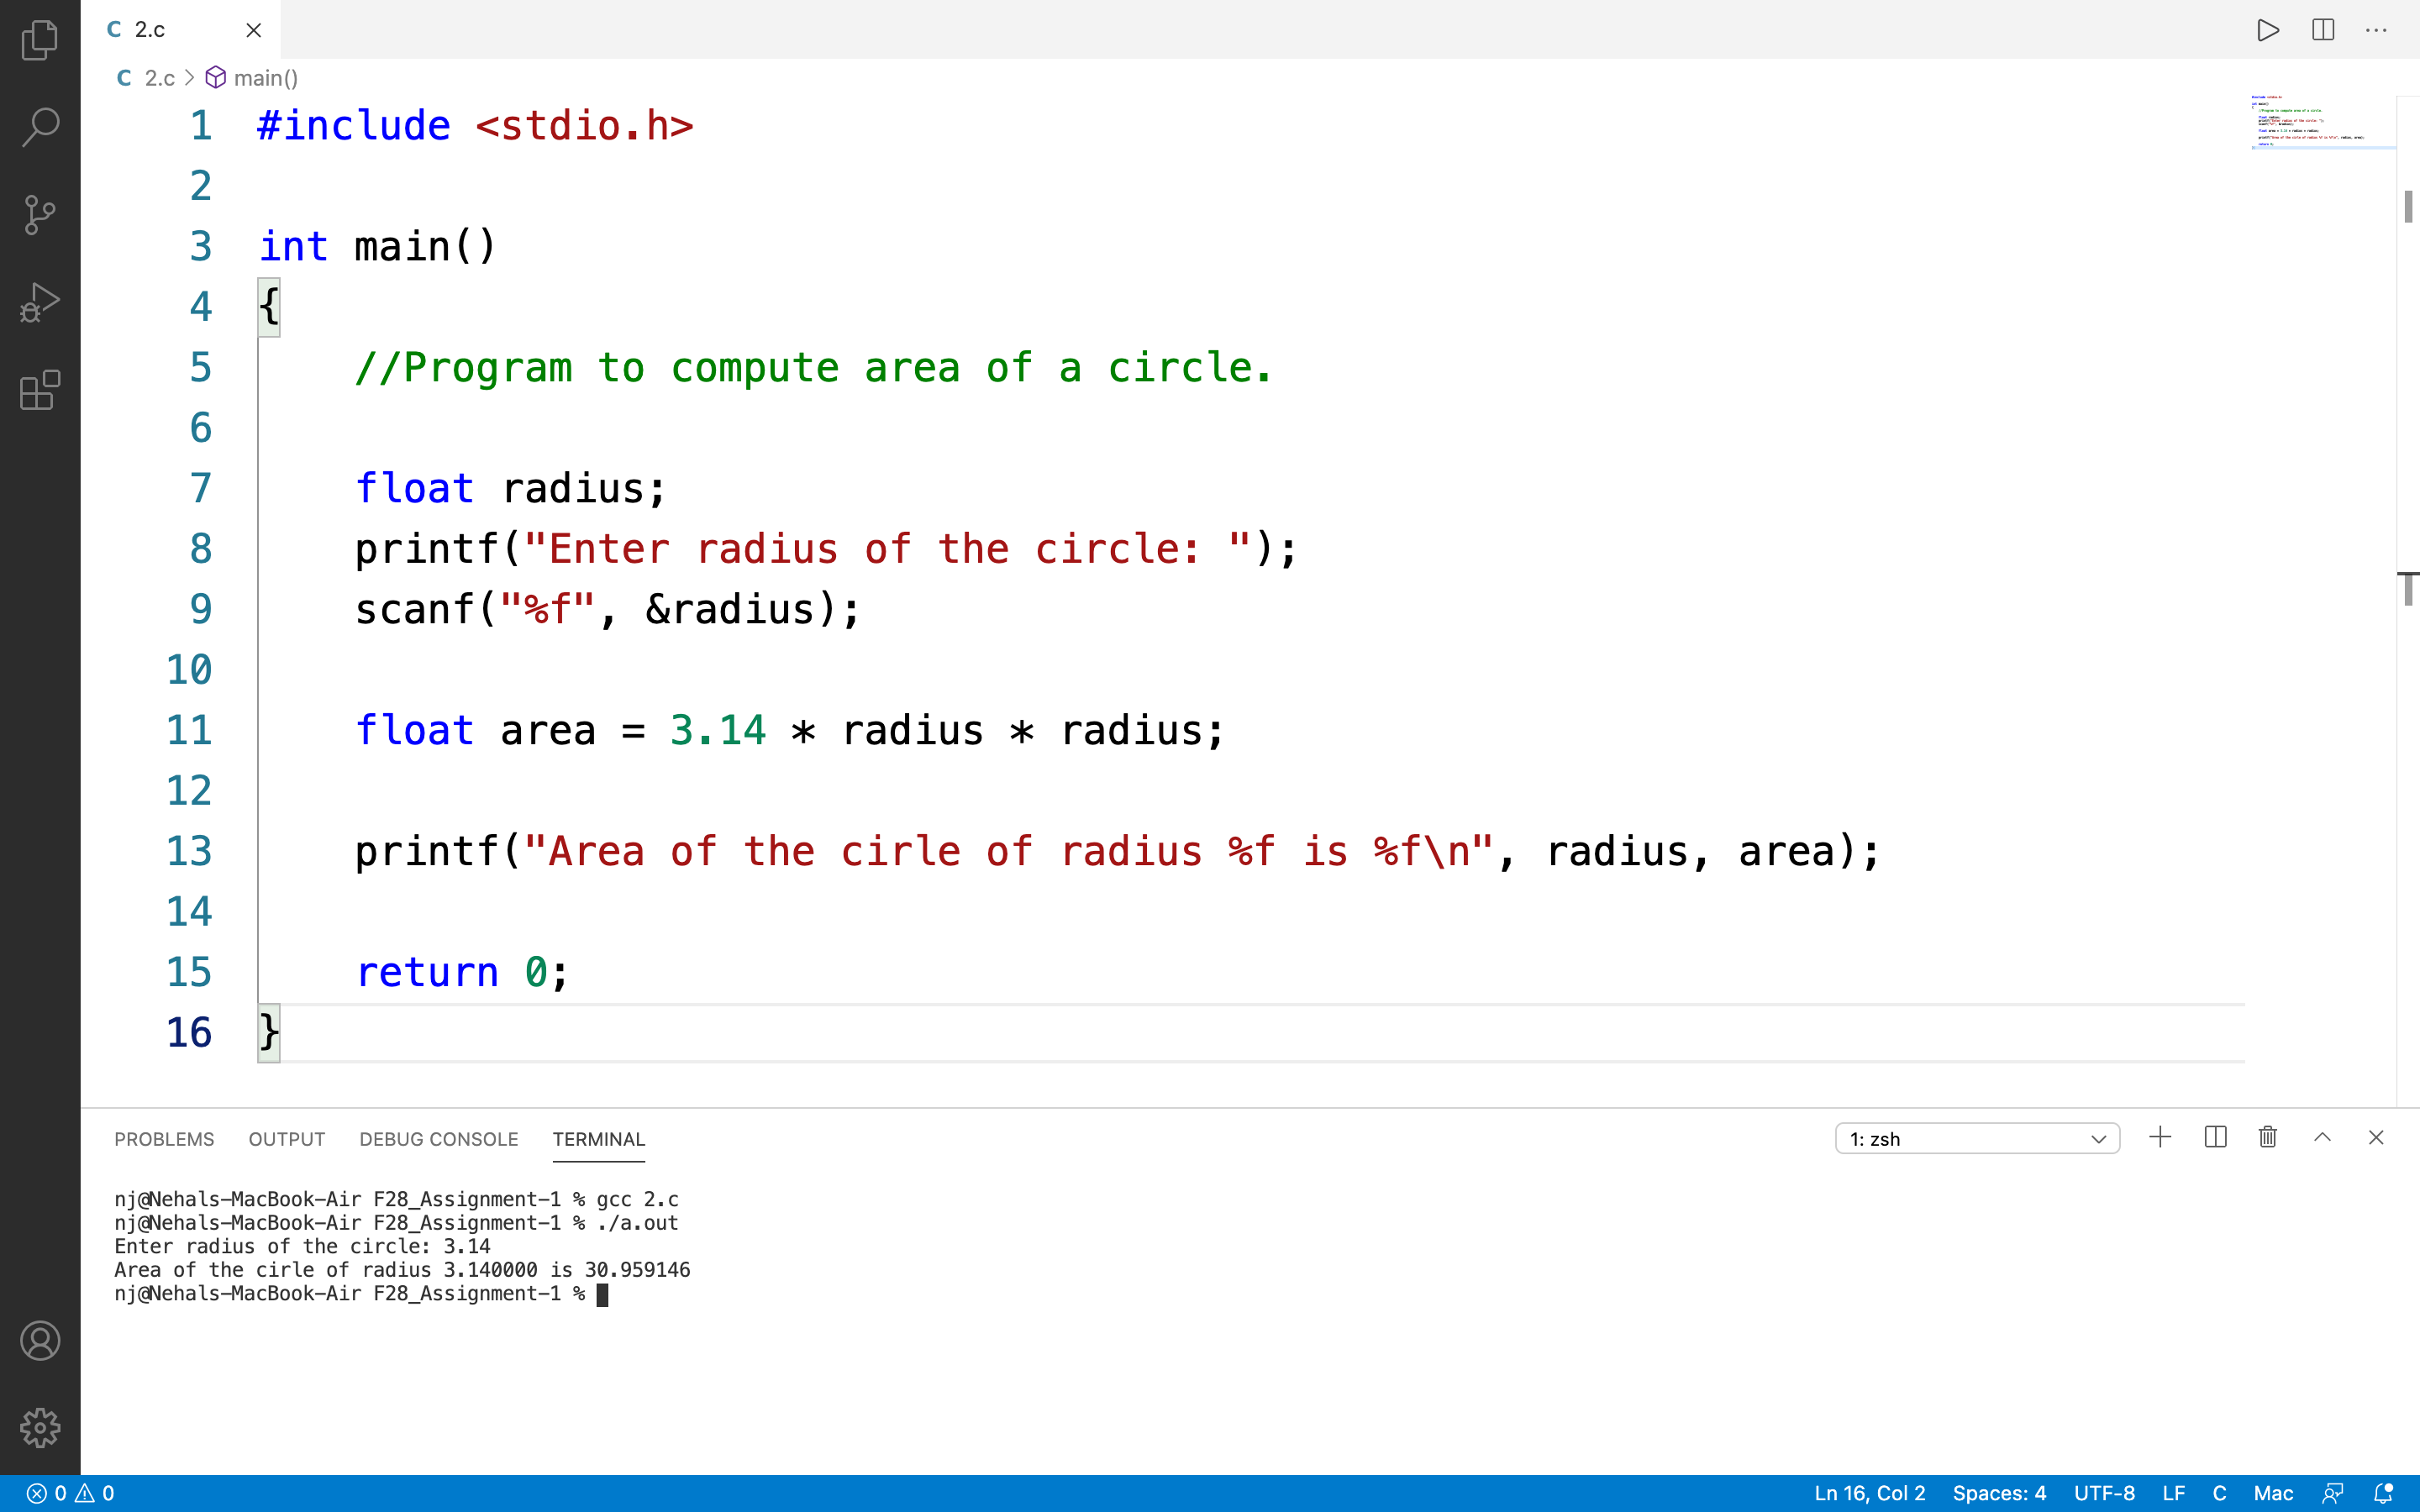 C 2.c
C 2.c > main()
1 #include <stdio.h>
2
3 int main()
4 {
5 //Program to compute area of a circle.
6
7 float radius;
8 printf("Enter radius of the circle: ");
9 scanf("%f", &radius);
10
11 float area = 3.14 * radius * radius;
12
13 printf("Area of the cirle of radius %f is %f\n", radius, area);
14
15 return 0;
16 }
PROBLEMS OUTPUT DEBUG CONSOLE TERMINAL 1: zsh
nj@Nehals-MacBook-Air F28_Assignment-1 % gcc 2.c
nj@Nehals-MacBook-Air F28_Assignment-1 % ./a.out
Enter radius of the circle: 3.14
Area of the cirle of radius 3.140000 is 30.959146
nj@Nehals-MacBook-Air F28_Assignment-1 %
0 0 Ln 16, Col 2 Spaces: 4 UTF-8 LF C Mac